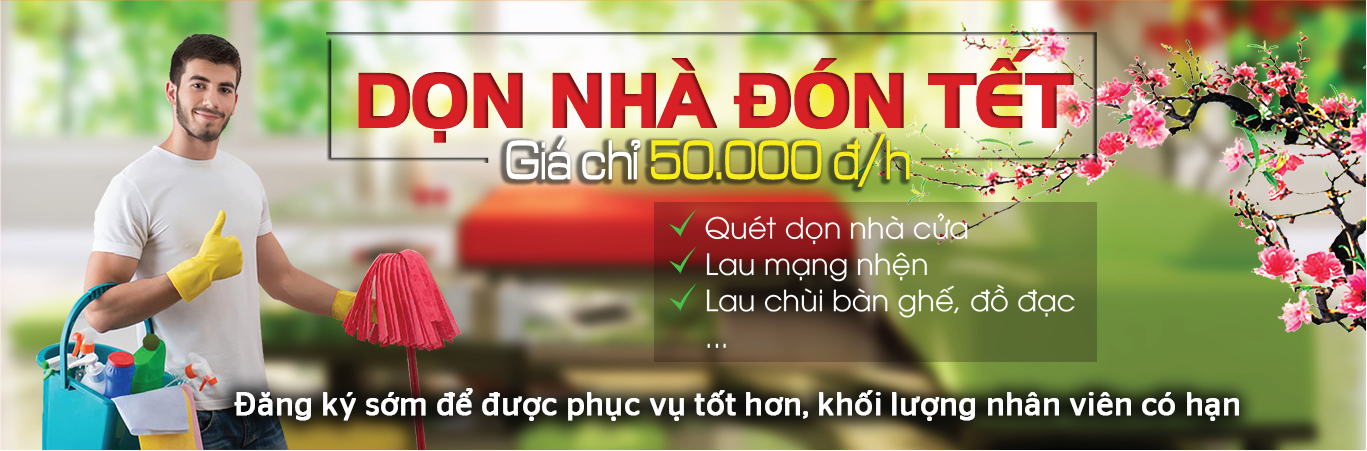 DỌN NHÀ ĐÓN TẾT
Giá chỉ 50.000 đ/h
Quét dọn nhà cửa
Lau mạng nhện
Lau chùi bàn ghế, đồ đạc
...
Đăng ký sớm để được phục vụ tốt hơn, khối lượng nhân viên có hạn